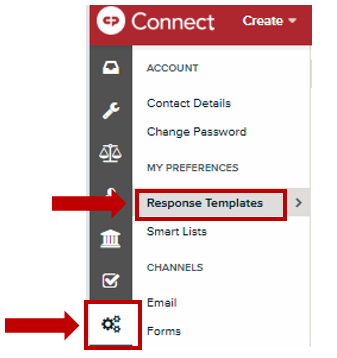 Connect Create
ACCOUNT
Contact Details
Change Password
MY PREFERENCES
Response Templates
Smart Lists
CHANNELS
Email
Forms